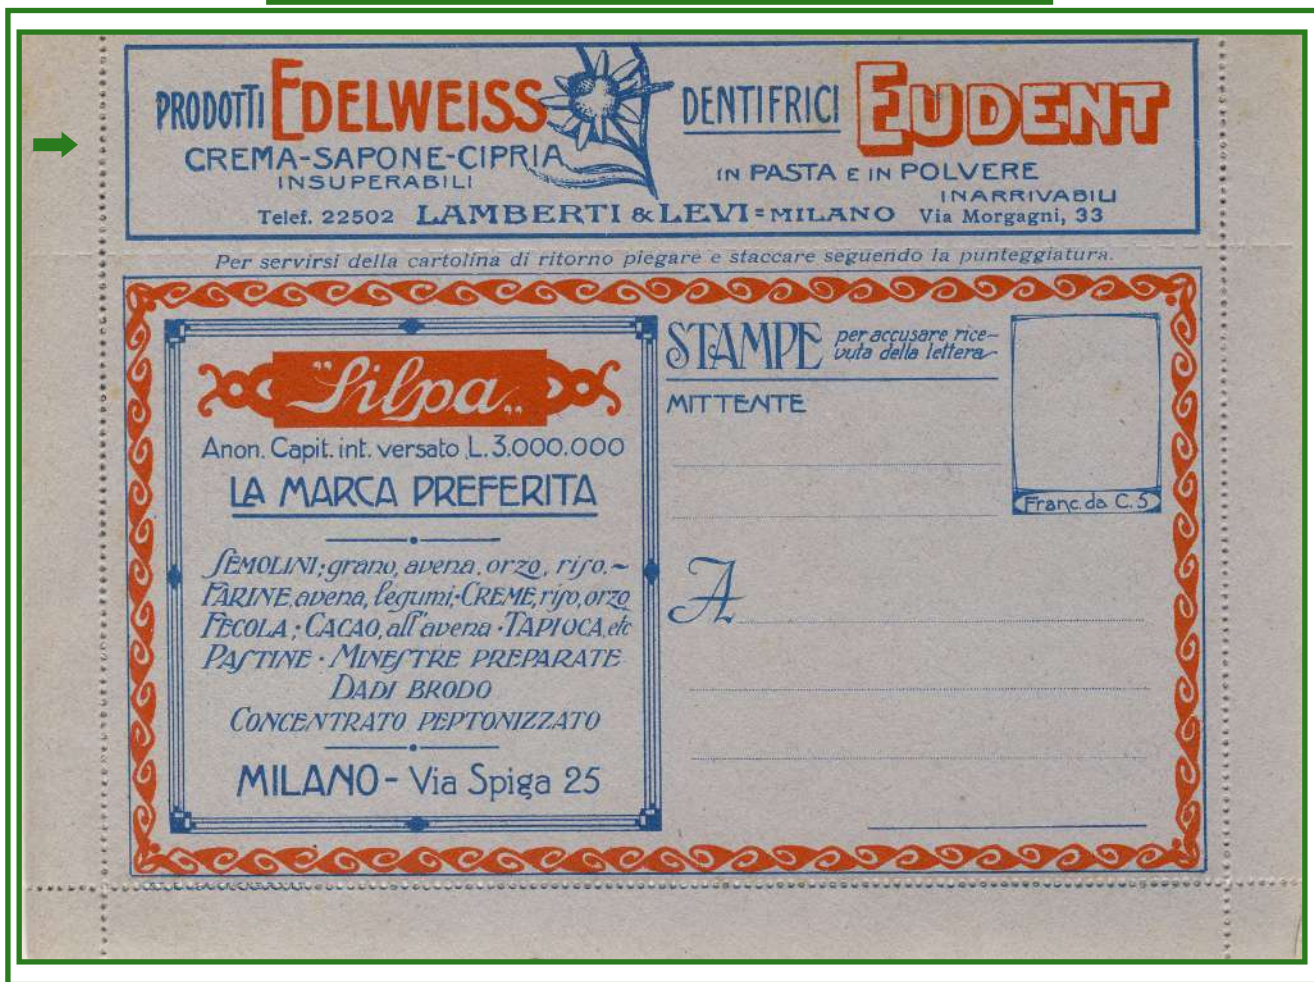 PRODOTTI EDELWEISS
CREMA-SAPONE-CIPRIA
INSUPERABILI
DENTIFRICI EUDENT
IN PASTA E IN POLVERE
INARRIVABILI
Telef. 22502 LAMBERTI & LEVI = MILANO Via Morgagni, 33
Per servirsi della cartolina di ritorno piegare e staccare seguendo la punteggiatura.
"Silpa„
Anon. Capit. int. versato L. 3.000.000
LA MARCA PREFERITA
SEMOLINI; grano, avena, orzo, riso. ~
FARINE, avena, legumi;·CREME, riso, orzo
FECOLA; CACAO, all'avena · TAPIOCA, etc
PASTINE · MINESTRE PREPARATE
DADI BRODO
CONCENTRATO PEPTONIZZATO
MILANO - Via Spiga 25
STAMPE per accusare rice-
vuta della lettera
MITTENTE
Franc. da C. 5
A